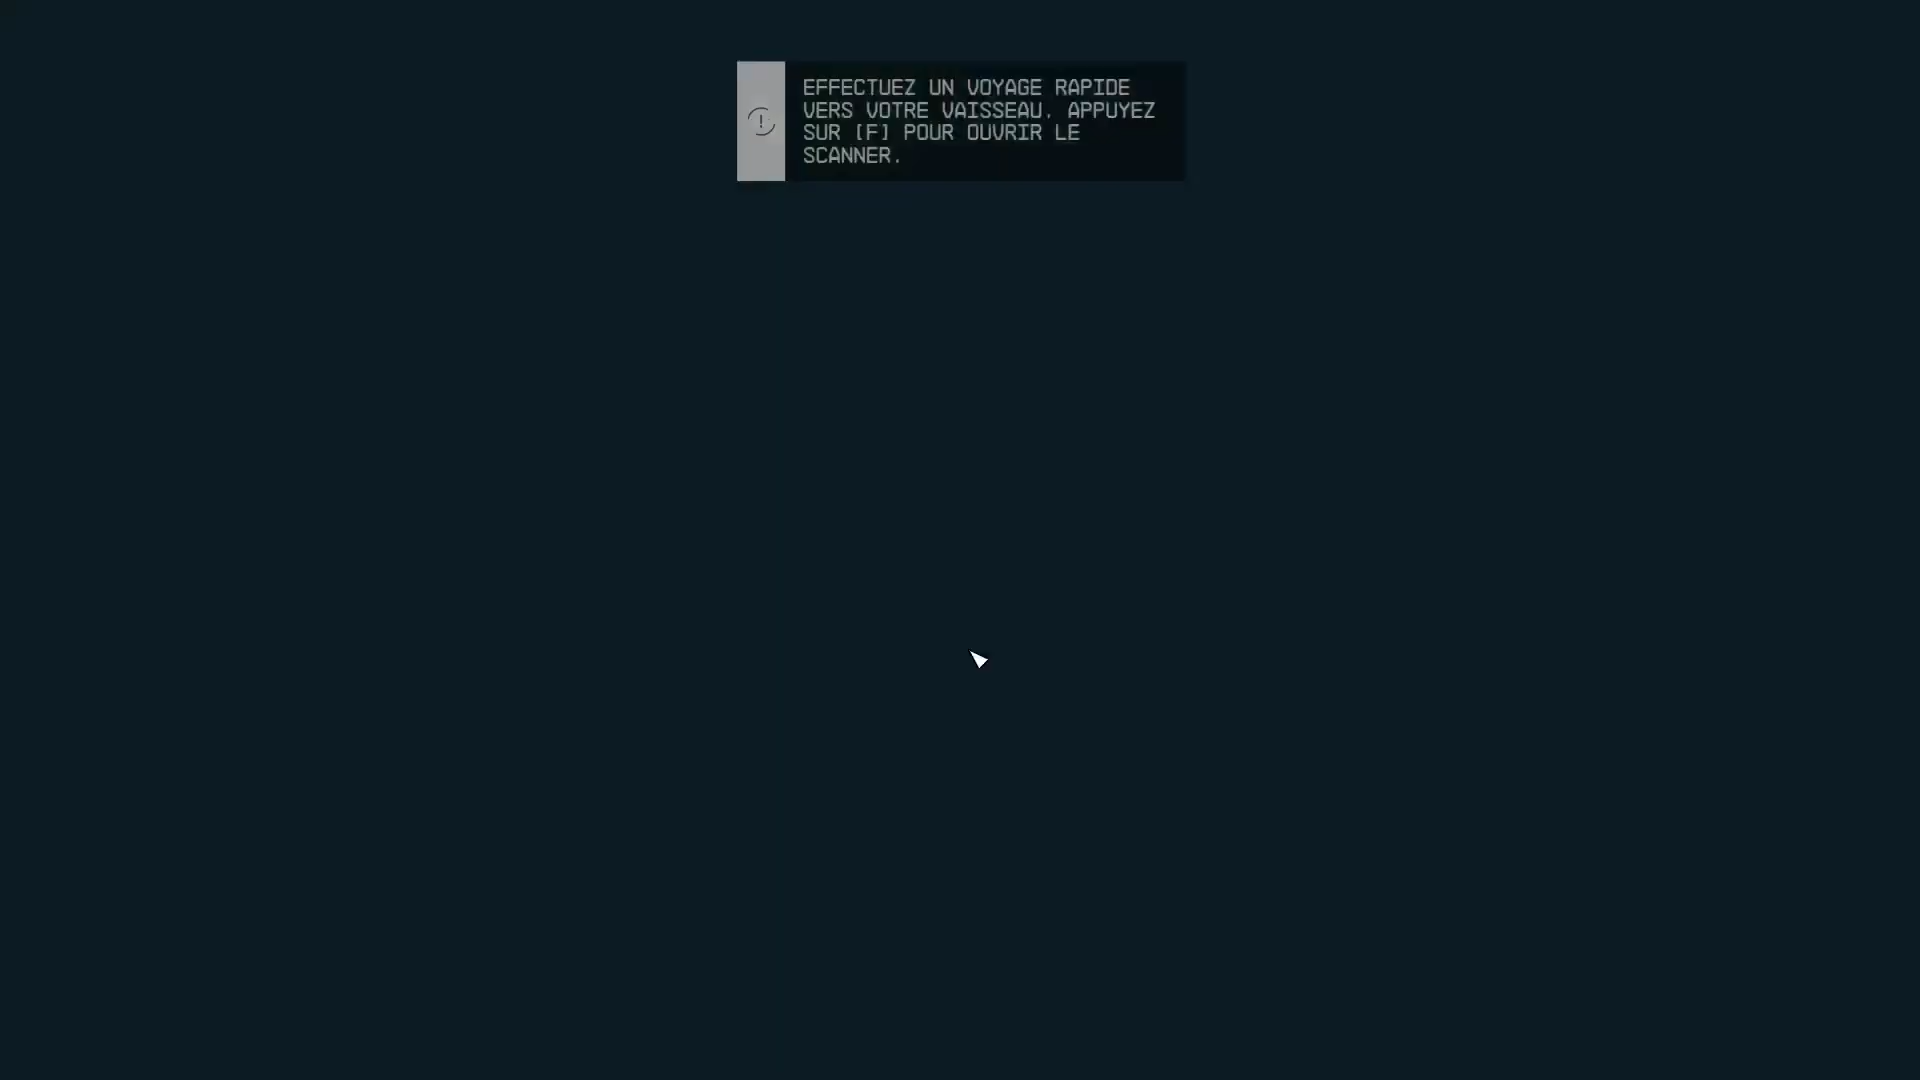 EFFECTUEZ UN VOYAGE RAPIDE
VERS VOTRE VAISSEAU. APPUYEZ
SUR [F] POUR OUVRIR LE
SCANNER.